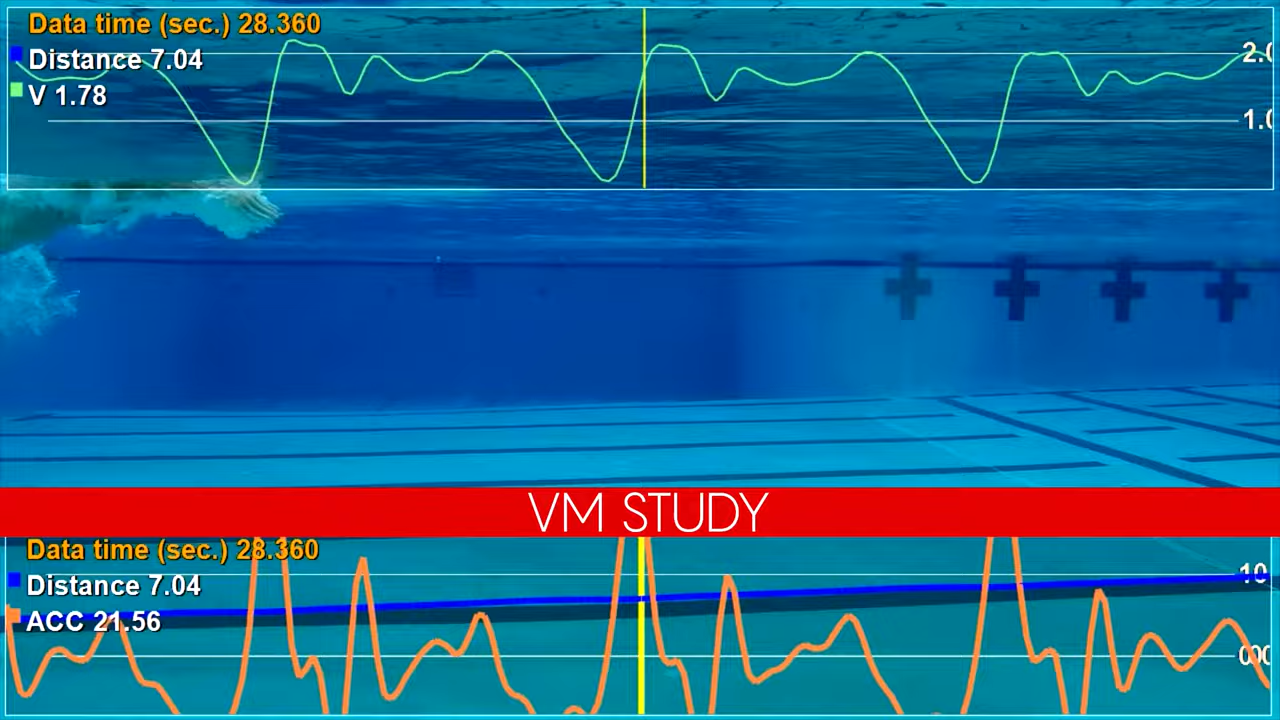 Data time (sec.) 28.360
Distance 7.04
V 1.78
2.0
1.0
VM STUDY
Data time (sec.) 28.360
Distance 7.04
ACC 21.56
10